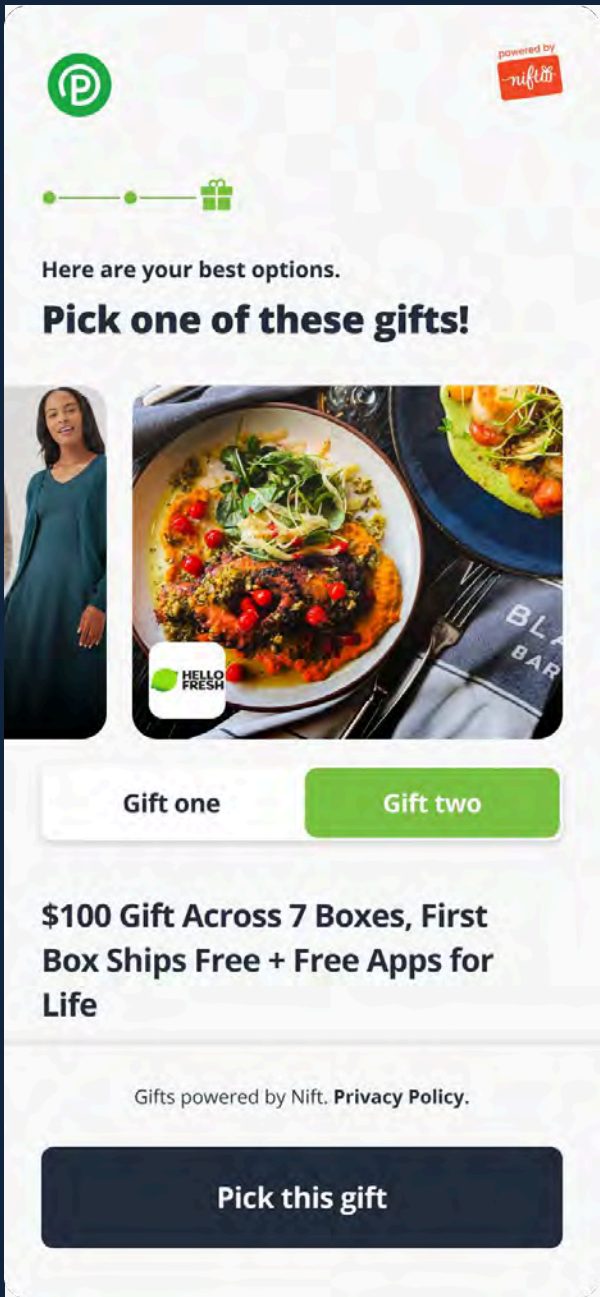 P
powered by
nift
Here are your best options.
Pick one of these gifts!
HELLO
FRESH
BLA
BAR
Gift one
Gift two
$100 Gift Across 7 Boxes, First
Box Ships Free + Free Apps for
Life
Gifts powered by Nift. Privacy Policy.
Pick this gift